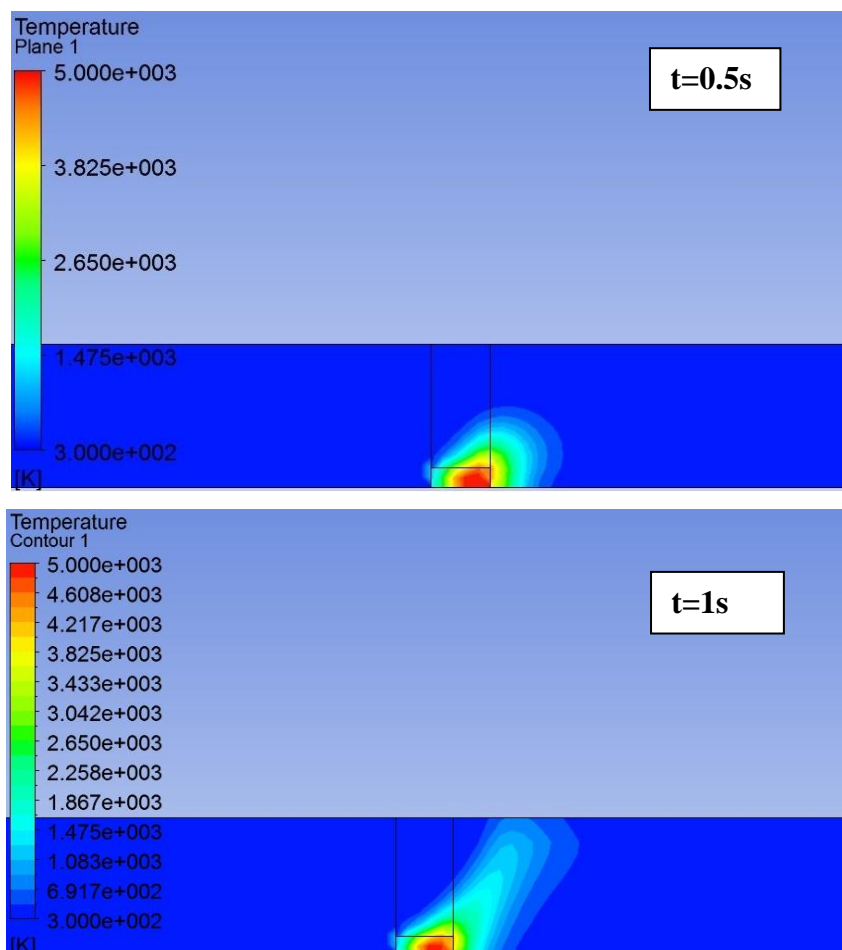 Temperature
Plane 1
5.000e+003
t=0.5s
3.825e+003
2.650e+003
1.475e+003
3.000e+002
[K]
Temperature
Contour 1
5.000e+003
4.608e+003
t=1s
4.217e+003
3.825e+003
3.433e+003
3.042e+003
2.650e+003
2.258e+003
1.867e+003
1.475e+003
1.083e+003
6.917e+002
3.000e+002
[K]